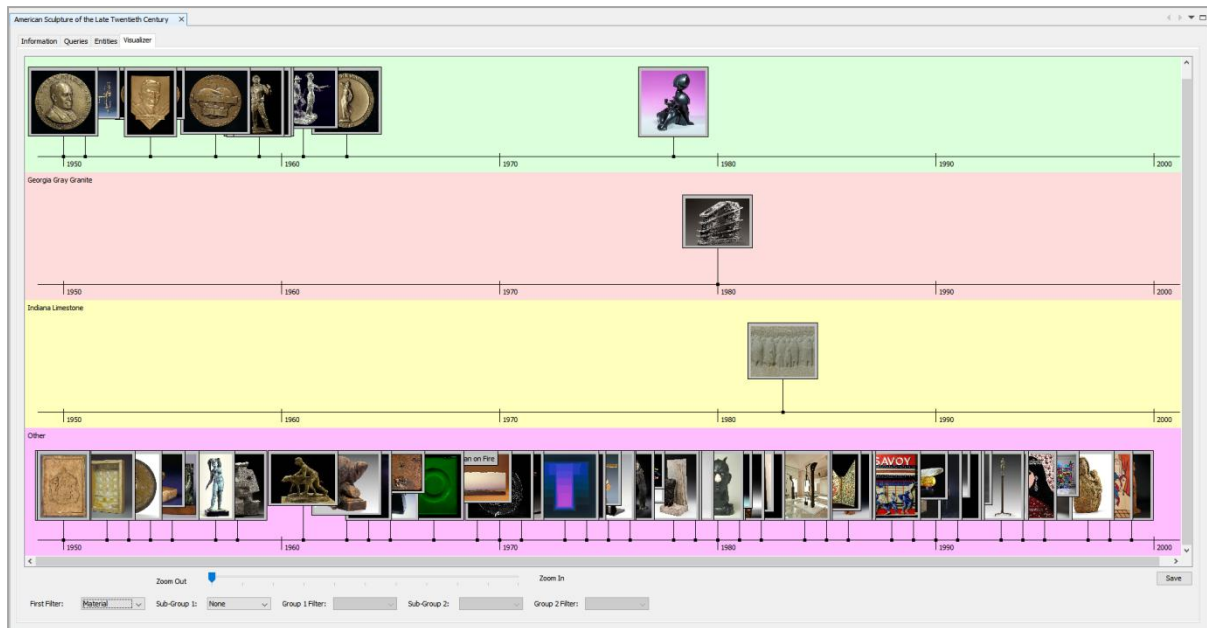 American Sculpture of the Late Twentieth Century X
Information Queries Entities Visualizer
1950 1960 1970 1980 1990 2000
Georgia Gray Granite
1950 1960 1970 1980 1990 2000
Indiana Limestone
1950 1960 1970 1980 1990 2000
Other
an on Fire
SAVOY
1950 1960 1970 1980 1990 2000
Zoom Out Zoom In Save
First Filter: Material Sub-Group 1: None Group 1 Filter: Sub-Group 2: Group 2 Filter: